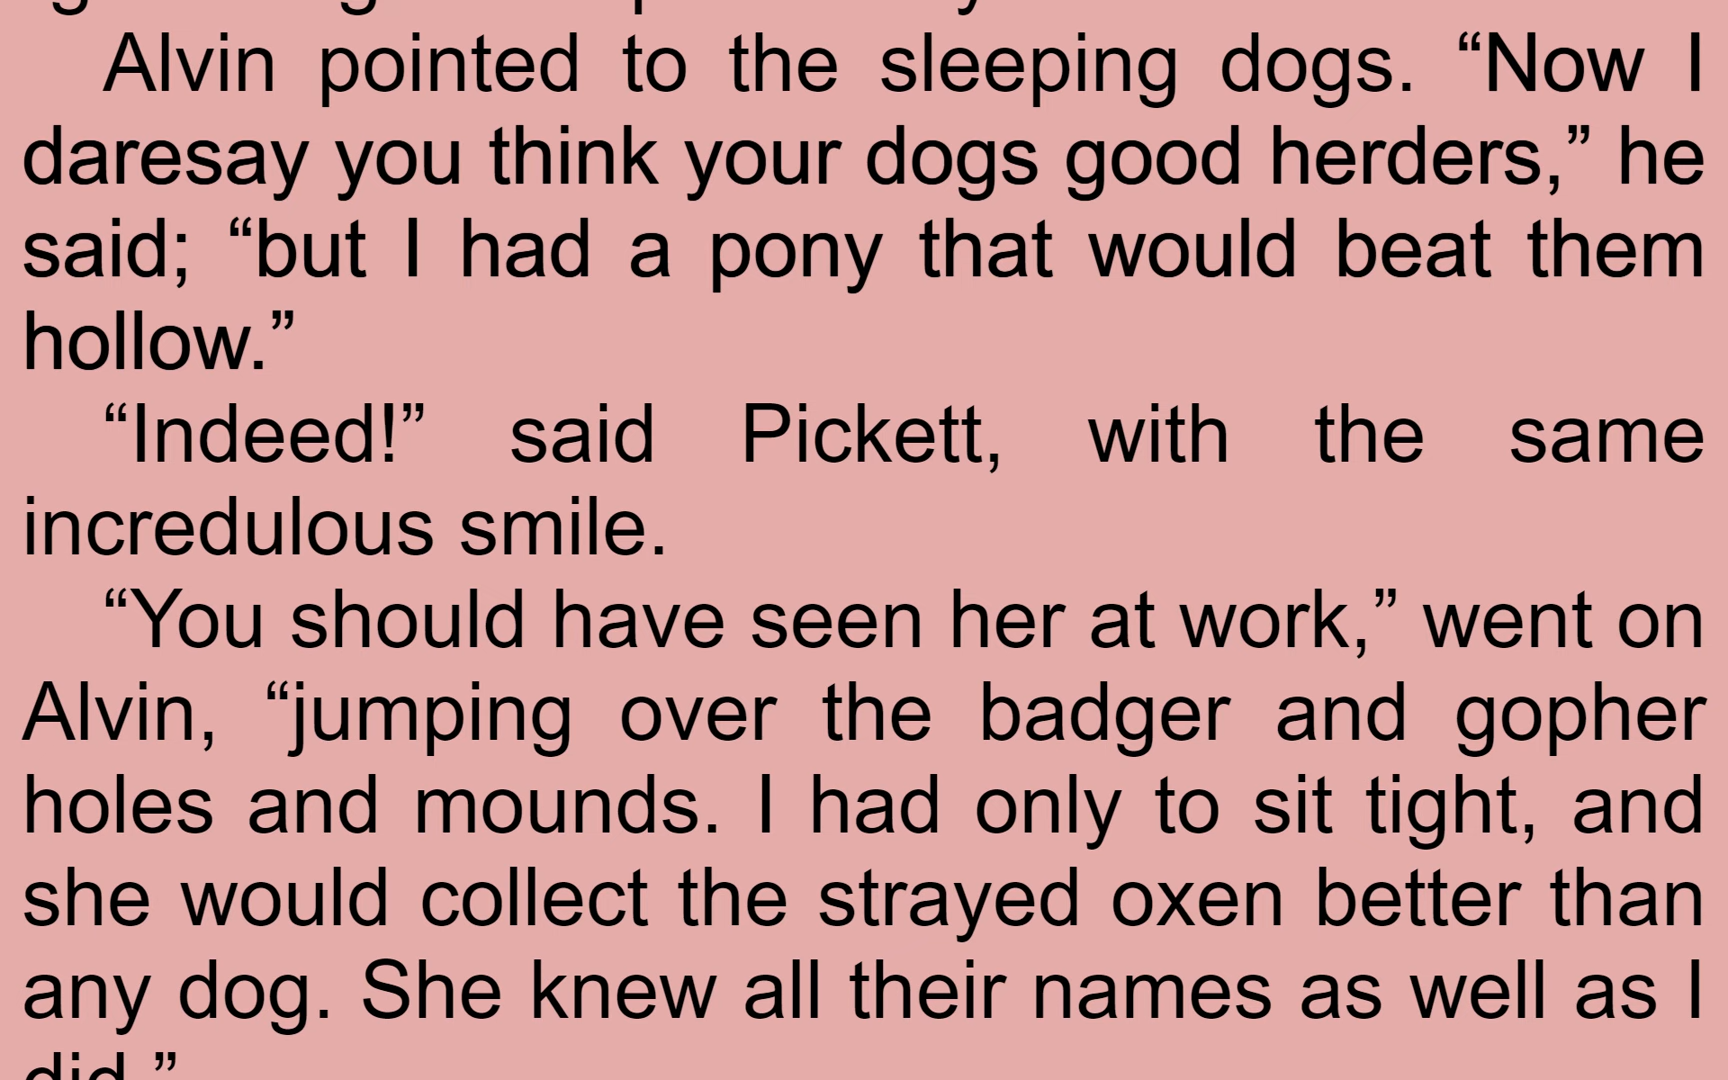 Alvin pointed to the sleeping dogs. “Now I
daresay you think your dogs good herders,” he
said; “but I had a pony that would beat them
hollow.”
“Indeed!” said Pickett, with the same
incredulous smile.
“You should have seen her at work,” went on
Alvin, “jumping over the badger and gopher
holes and mounds. I had only to sit tight, and
she would collect the strayed oxen better than
any dog. She knew all their names as well as I
did.”